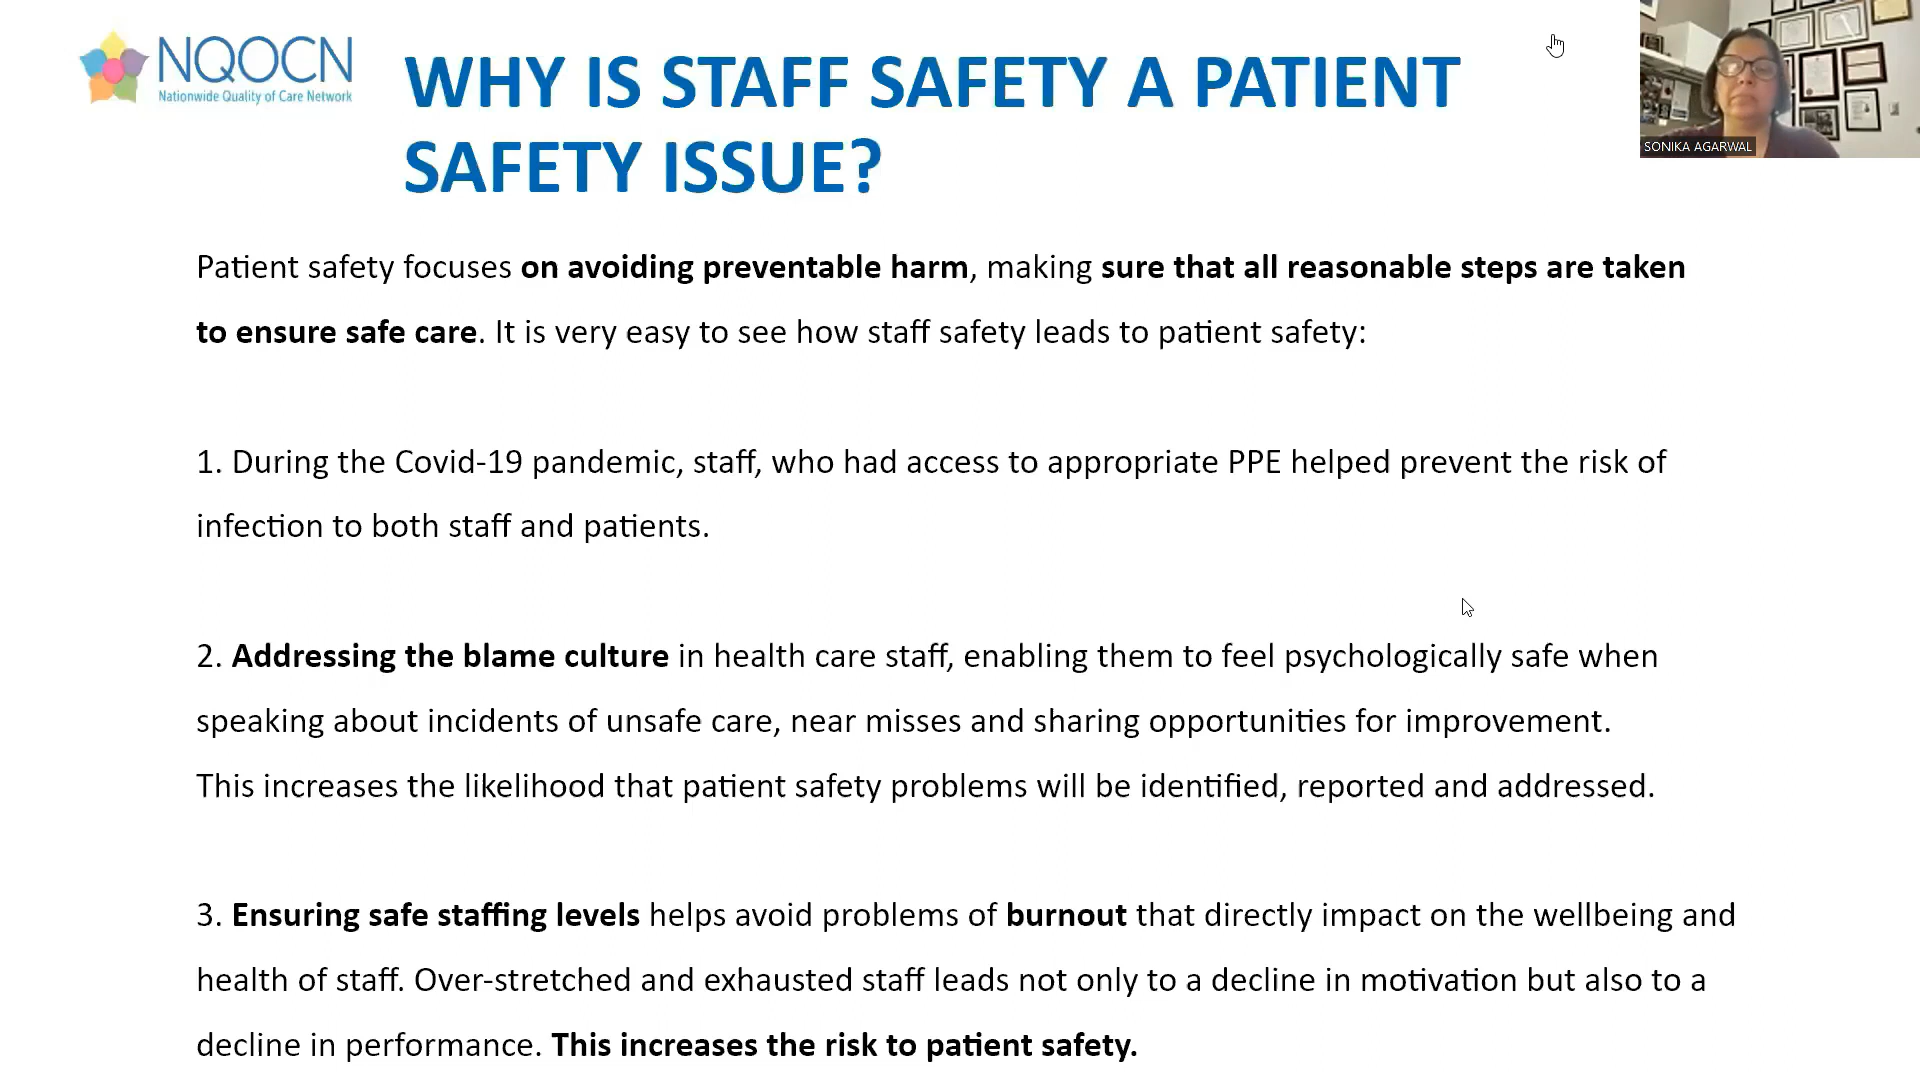 NQOCN
Nationwide Quality of Care Network
WHY IS STAFF SAFETY A PATIENT
SAFETY ISSUE?
SONIKA AGARWAL
Patient safety focuses on avoiding preventable harm, making sure that all reasonable steps are taken
to ensure safe care. It is very easy to see how staff safety leads to patient safety:
1. During the Covid-19 pandemic, staff, who had access to appropriate PPE helped prevent the risk of
infection to both staff and patients.
2. Addressing the blame culture in health care staff, enabling them to feel psychologically safe when
speaking about incidents of unsafe care, near misses and sharing opportunities for improvement.
This increases the likelihood that patient safety problems will be identified, reported and addressed.
3. Ensuring safe staffing levels helps avoid problems of burnout that directly impact on the wellbeing and
health of staff. Over-stretched and exhausted staff leads not only to a decline in motivation but also to a
decline in performance. This increases the risk to patient safety.